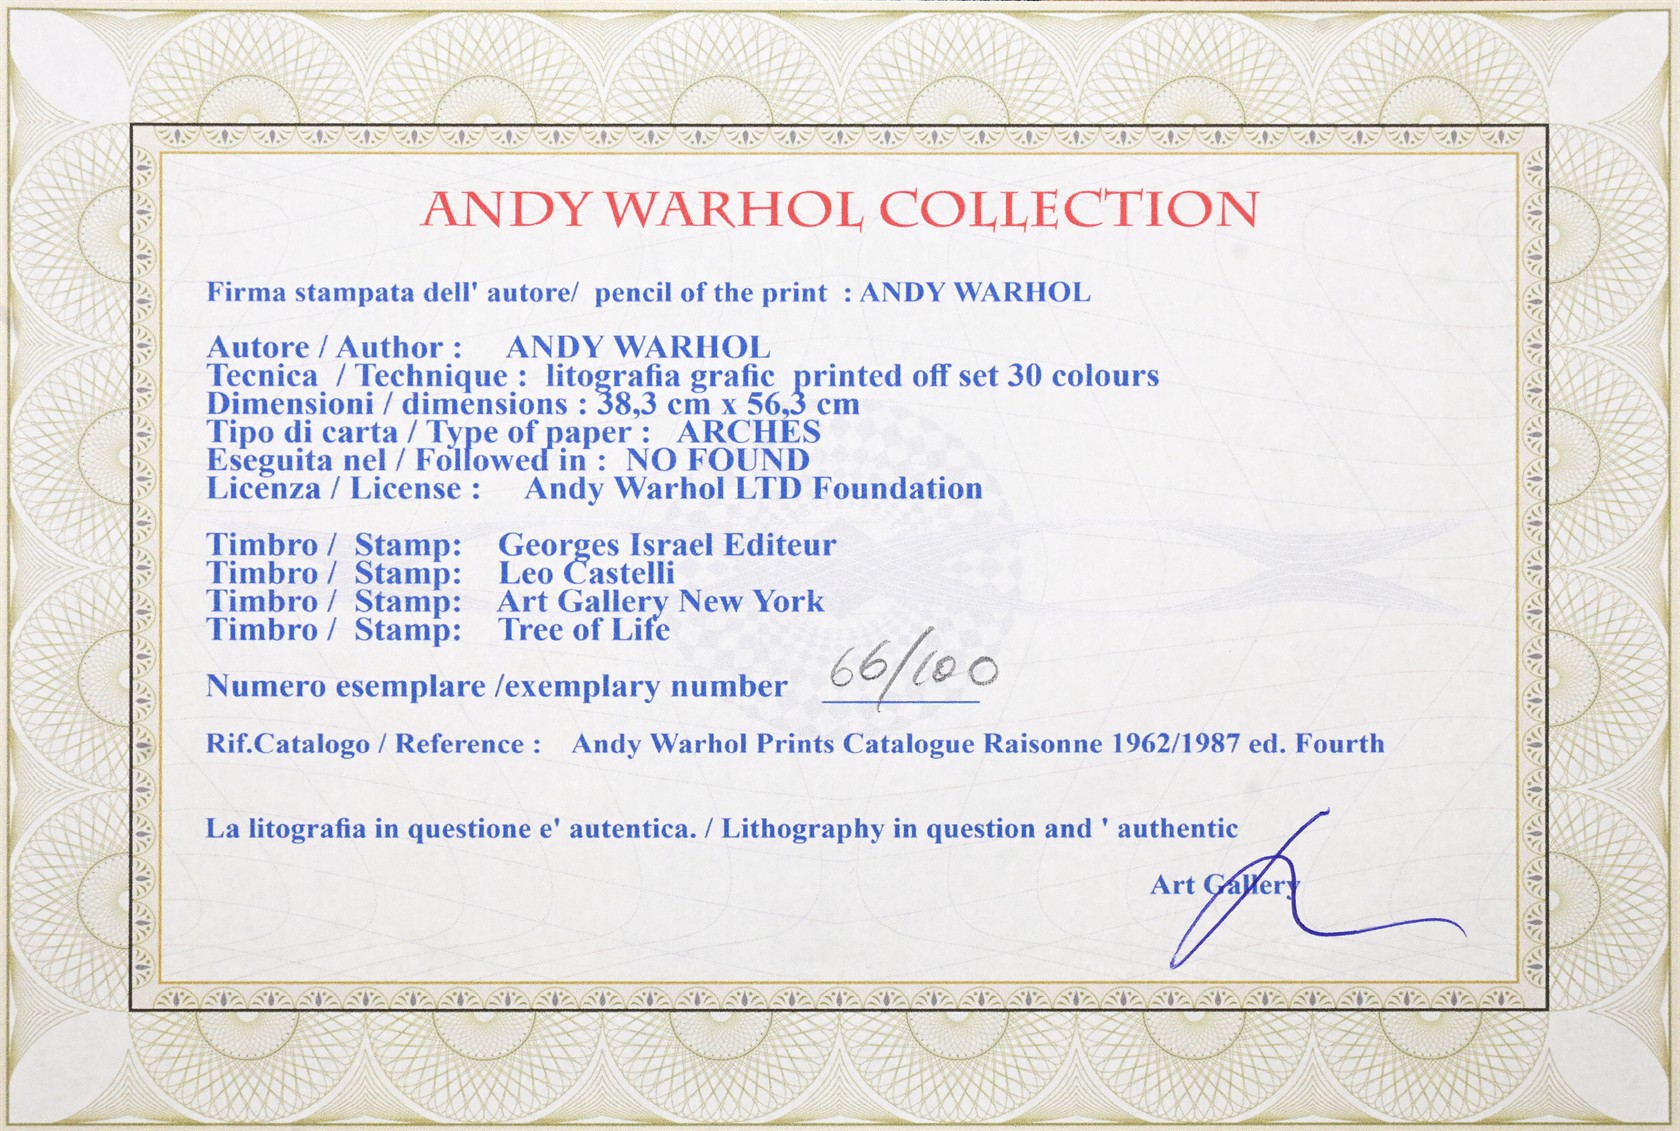 ANDY WARHOL COLLECTION
Firma stampata dell' autore/ pencil of the print : ANDY WARHOL
Autore / Author : ANDY WARHOL
Tecnica / Technique : litografia grafic printed off set 30 colours
Dimensioni / dimensions : 38,3 cm x 56,3 cm
Tipo di carta / Type of paper : ARCHES
Eseguita nel / Followed in : NO FOUND
Licenza / License : Andy Warhol LTD Foundation
Timbro / Stamp: Georges Israel Editeur
Timbro / Stamp: Leo Castelli
Timbro / Stamp: Art Gallery New York
Timbro / Stamp: Tree of Life
Numero esemplare /exemplary number 66/100
Rif.Catalogo / Reference : Andy Warhol Prints Catalogue Raisonne 1962/1987 ed. Fourth
La litografia in questione e' autentica. / Lithography in question and ' authentic
Art Gallery